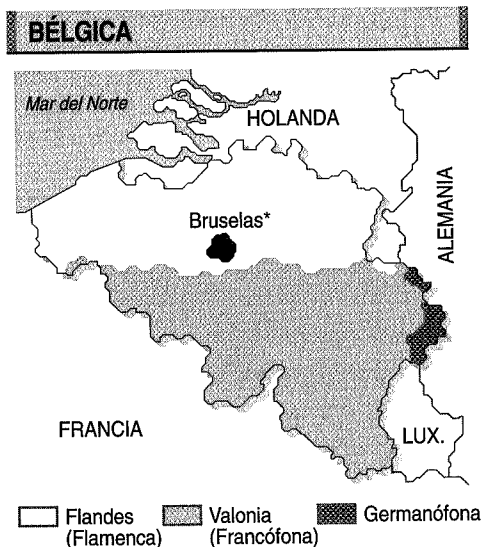 BÉLGICA
Mar del Norte
HOLANDA
ALEMANIA
Bruselas*
FRANCIA
LUX.
Flandes
(Flamenca)
Valonia
(Francófona)
Germanófona